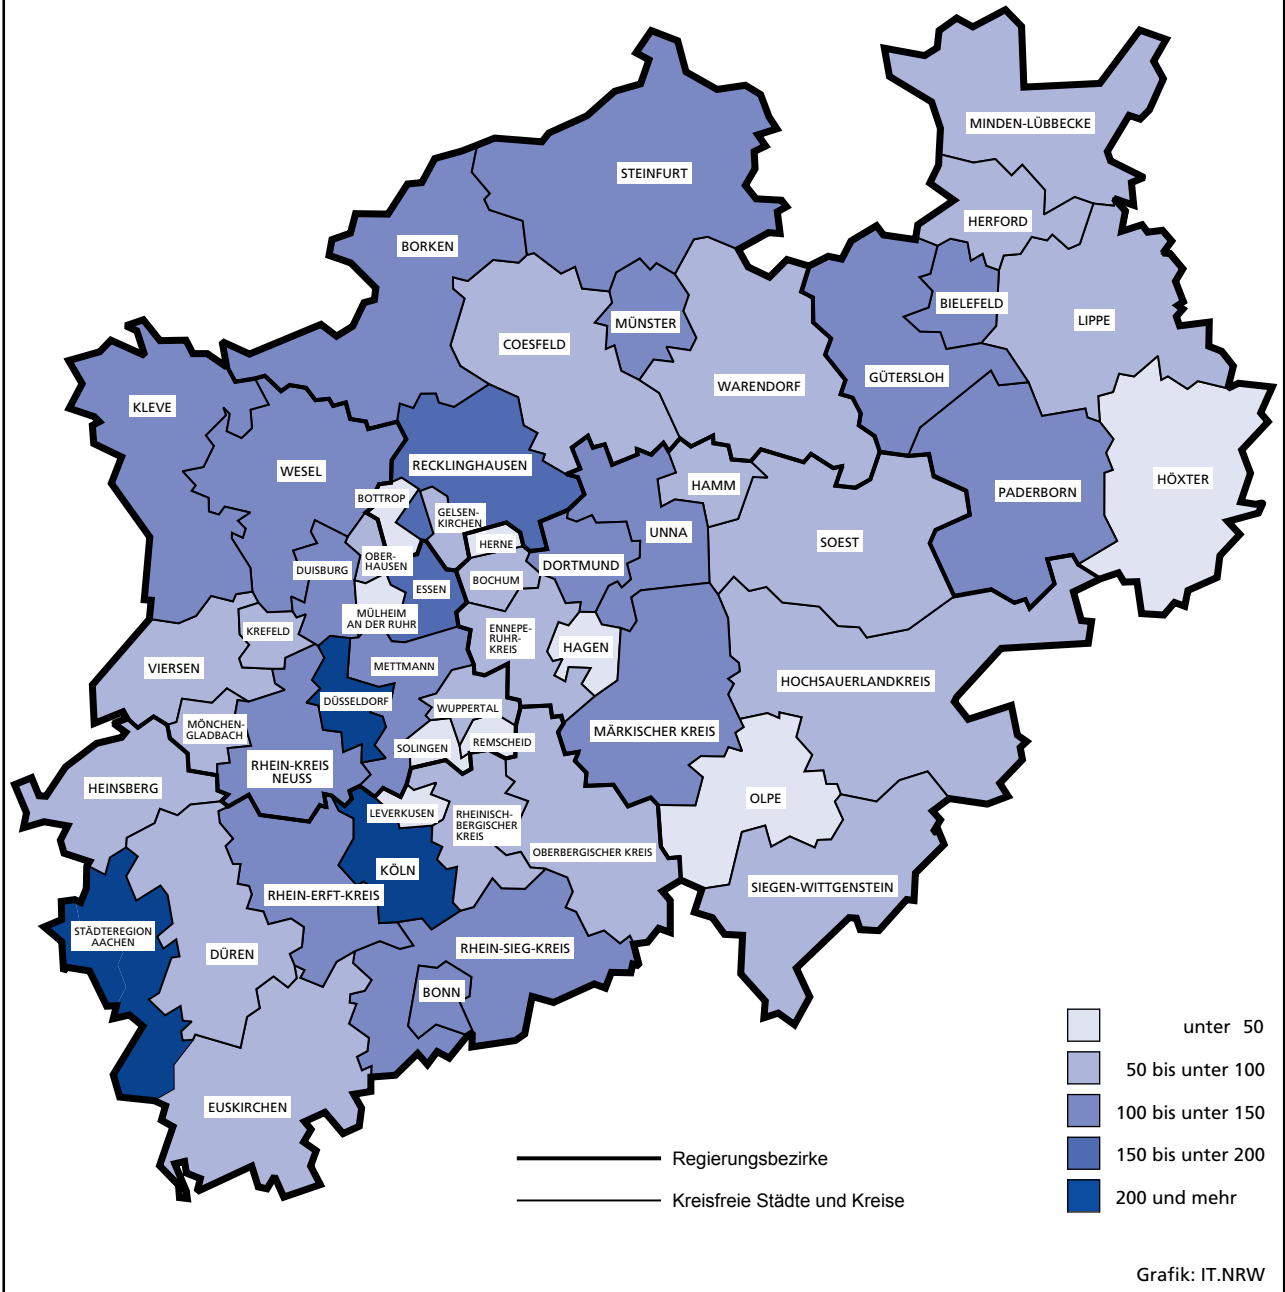 MINDEN-LÜBBECKE
STEINFURT
HERFORD
BORKEN
BIELEFELD
LIPPE
MÜNSTER
COESFELD
GÜTERSLOH
WARENDORF
KLEVE
RECKLINGHAUSEN
WESEL
HÖXTER
HAMM
PADERBORN
BOTTROP
GELSEN-
KIRCHEN
UNNA
SOEST
HERNE
OBER-
HAUSEN
DORTMUND
DUISBURG
BOCHUM
ESSEN
MÜLHEIM
AN DER RUHR
KREFELD
ENNEPE-
RUHR-
KREIS
HAGEN
VIERSEN
METTMANN
HOCHSAUERLANDKREIS
DÜSSELDORF
WUPPERTAL
MÖNCHEN-
GLADBACH
MÄRKISCHER KREIS
SOLINGEN
REMSCHEID
RHEIN-KREIS
NEUSS
HEINSBERG
OLPE
LEVERKUSEN
RHEINISCH-
BERGISCHER
KREIS
OBERBERGISCHER KREIS
KÖLN
SIEGEN-WITTGENSTEIN
RHEIN-ERFT-KREIS
STÄDTEREGION
AACHEN
RHEIN-SIEG-KREIS
DÜREN
BONN
EUSKIRCHEN
unter 50
50 bis unter 100
100 bis unter 150
150 bis unter 200
200 und mehr
Regierungsbezirke
Kreisfreie Städte und Kreise
Grafik: IT.NRW